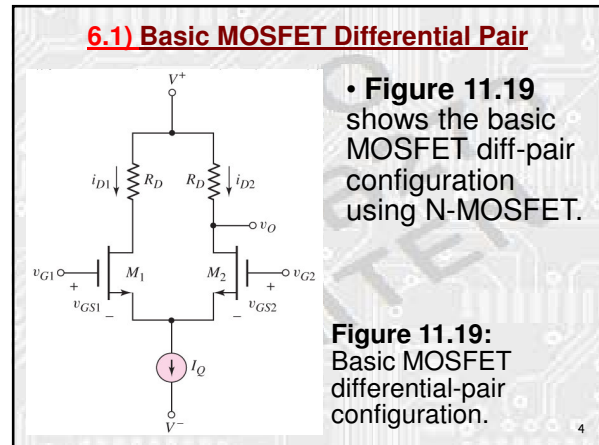 6.1) Basic MOSFET Differential Pair
V+
iD1
RD
RD
iD2
vO
vG1
M1
M2
vG2
+
vGS1
−
+
vGS2
−
IQ
V−
• Figure 11.19
shows the basic
MOSFET diff-pair
configuration
using N-MOSFET.
Figure 11.19:
Basic MOSFET
differential-pair
configuration.
4